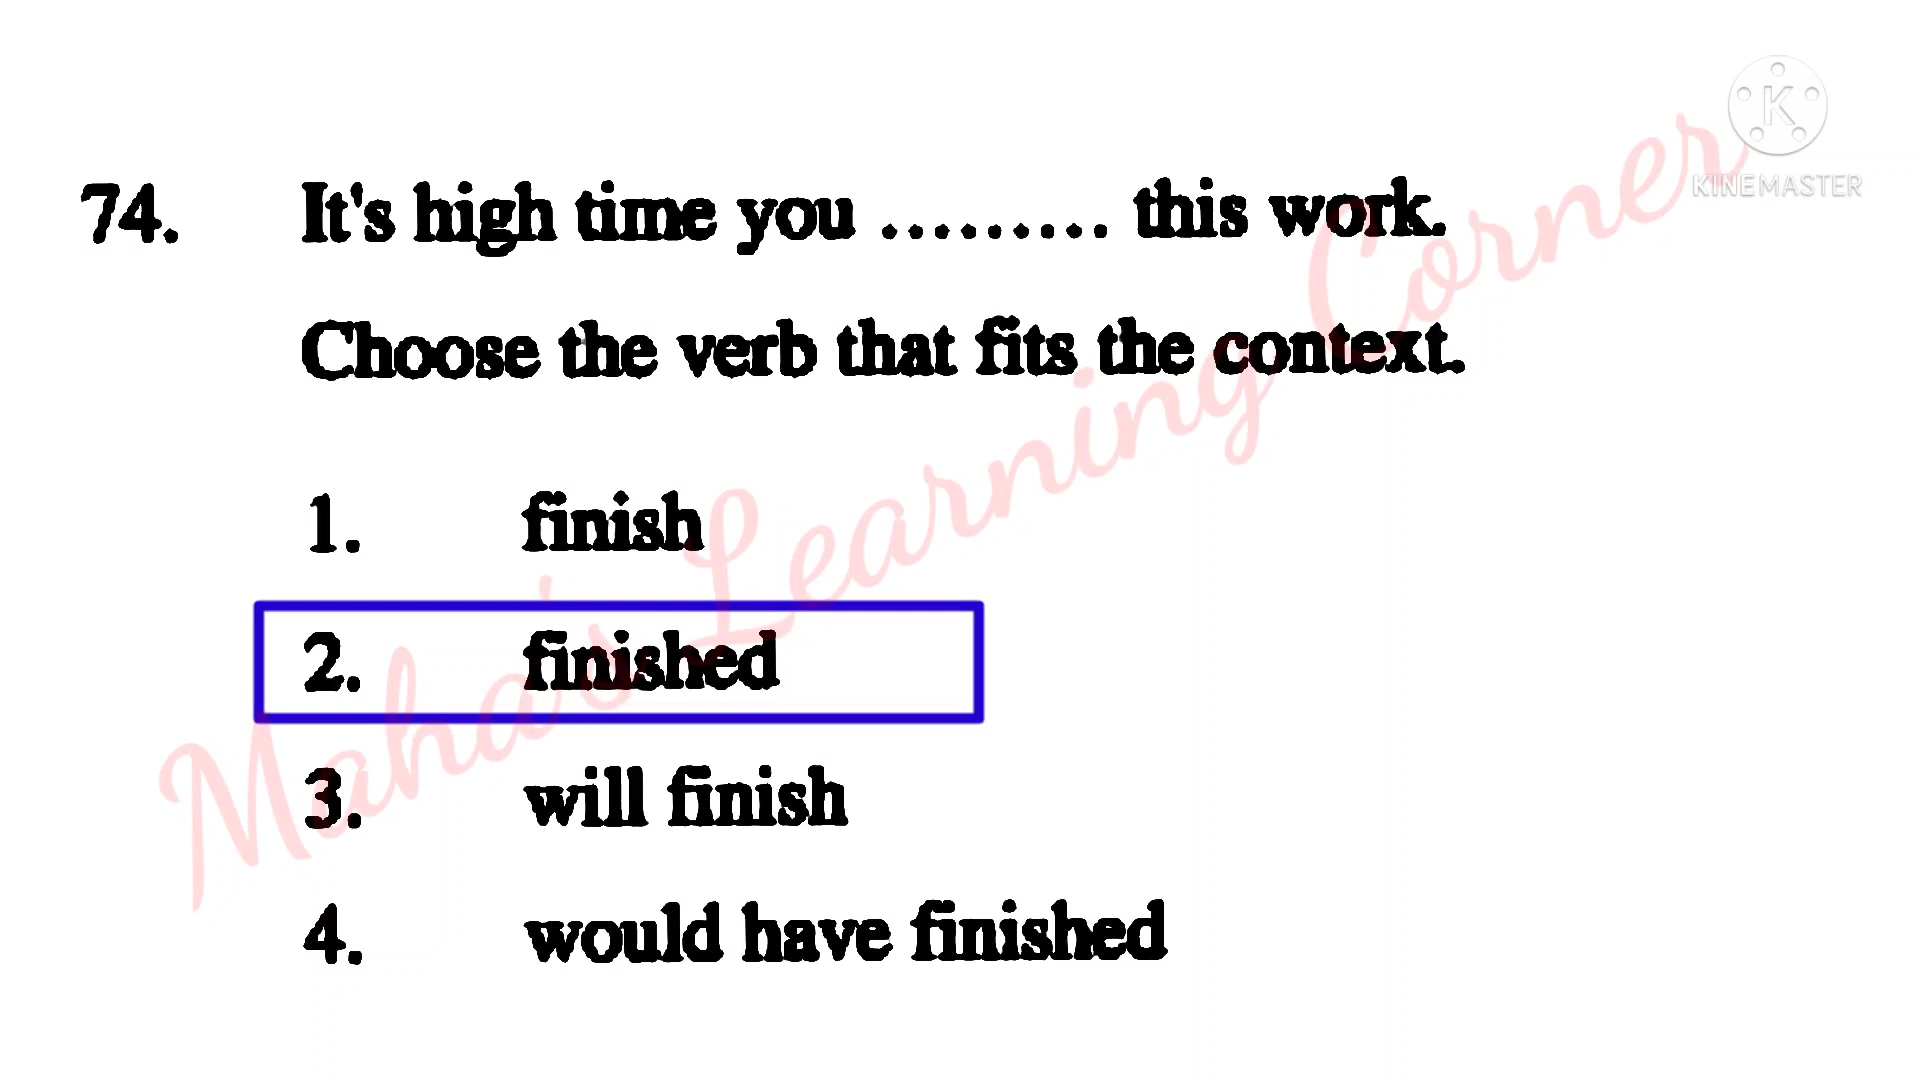 K
KINEMASTER
74. It's high time you ......... this work.
Choose the verb that fits the context.
1. finish
2. finished
3. will finish
4. would have finished
Maha's Learning Corner